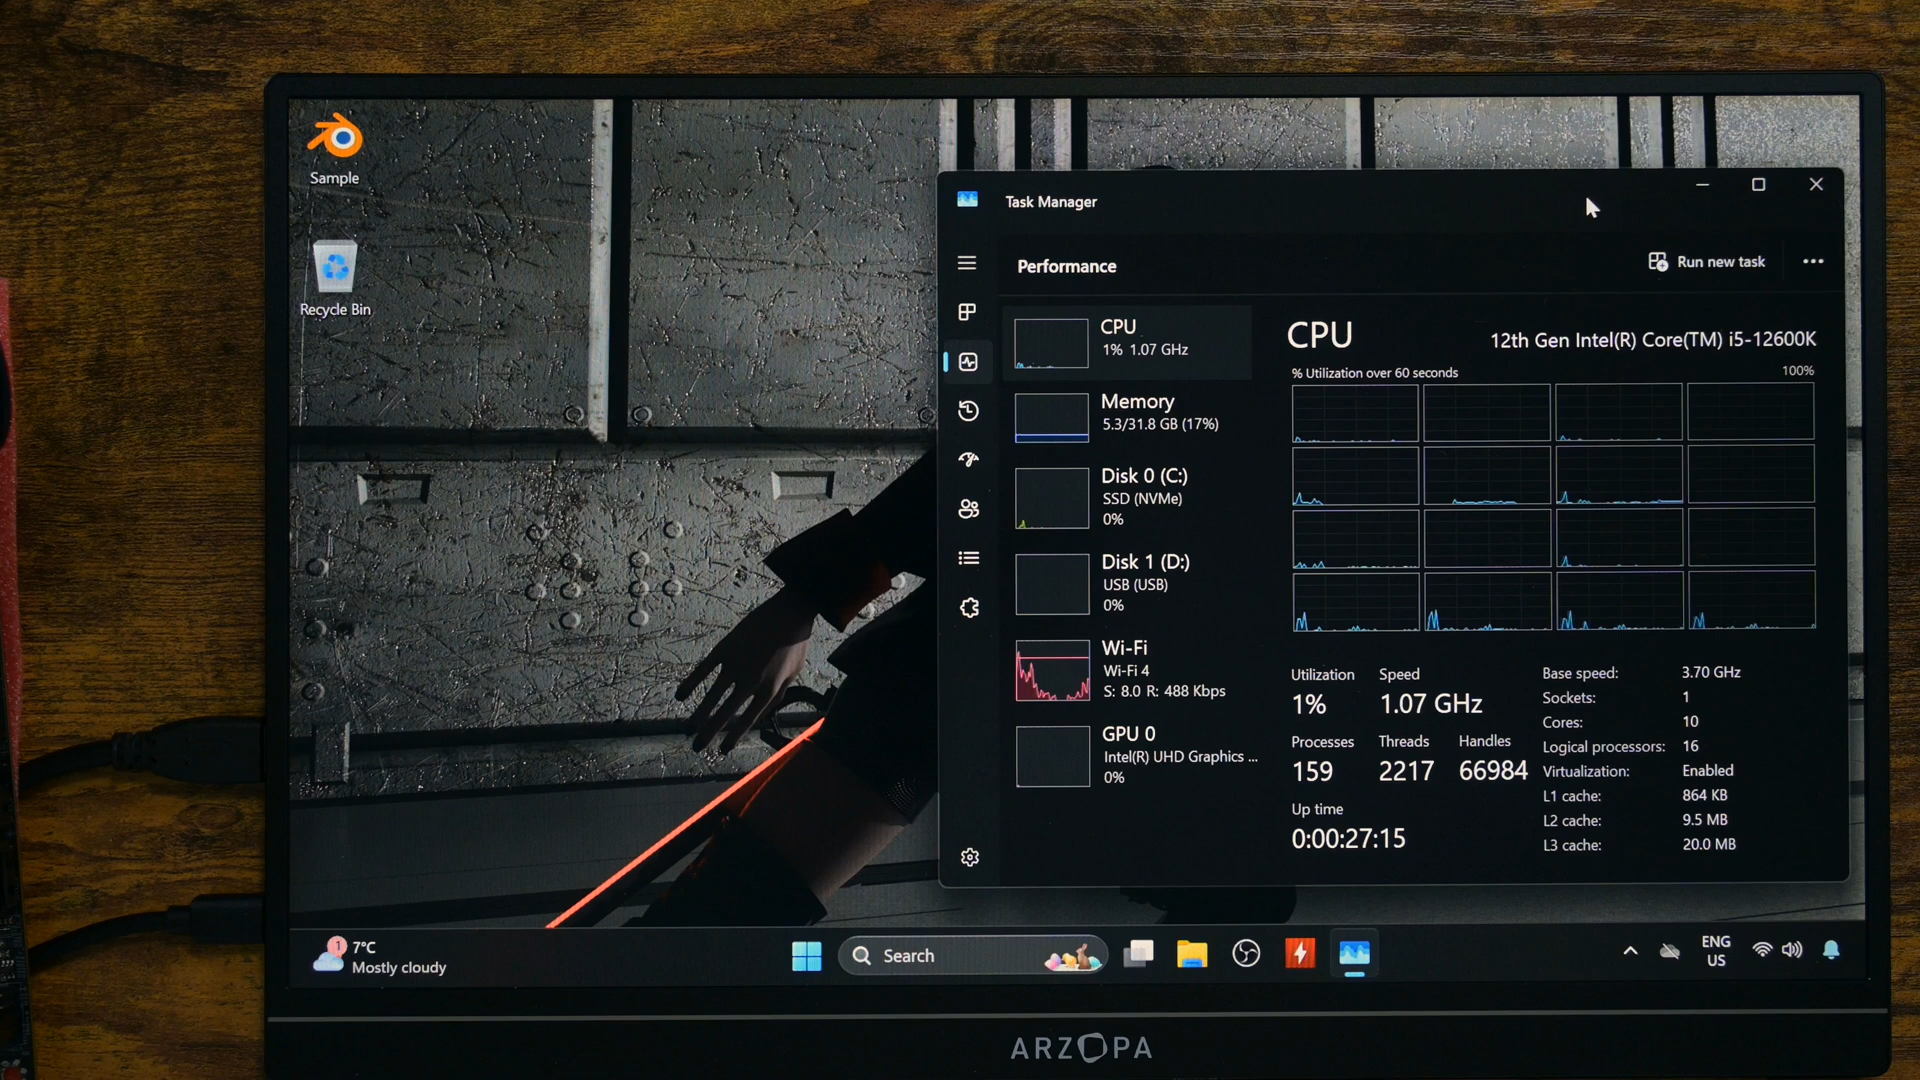 Sample
Recycle Bin
Task Manager
Performance
Run new task
CPU
1% 1.07 GHz
Memory
5.3/31.8 GB (17%)
Disk 0 (C:)
SSD (NVMe)
0%
Disk 1 (D:)
USB (USB)
0%
Wi-Fi
Wi-Fi 4
S: 8.0 R: 488 Kbps
GPU 0
Intel(R) UHD Graphics ...
0%
CPU
12th Gen Intel(R) Core(TM) i5-12600K
% Utilization over 60 seconds
100%
Utilization
1%
Speed
1.07 GHz
Processes
159
Threads
2217
Handles
66984
Up time
0:00:27:15
Base speed: 3.70 GHz
Sockets: 1
Cores: 10
Logical processors: 16
Virtualization: Enabled
L1 cache: 864 KB
L2 cache: 9.5 MB
L3 cache: 20.0 MB
1
7°C
Mostly cloudy
Search
ENG
US
ARZOPA